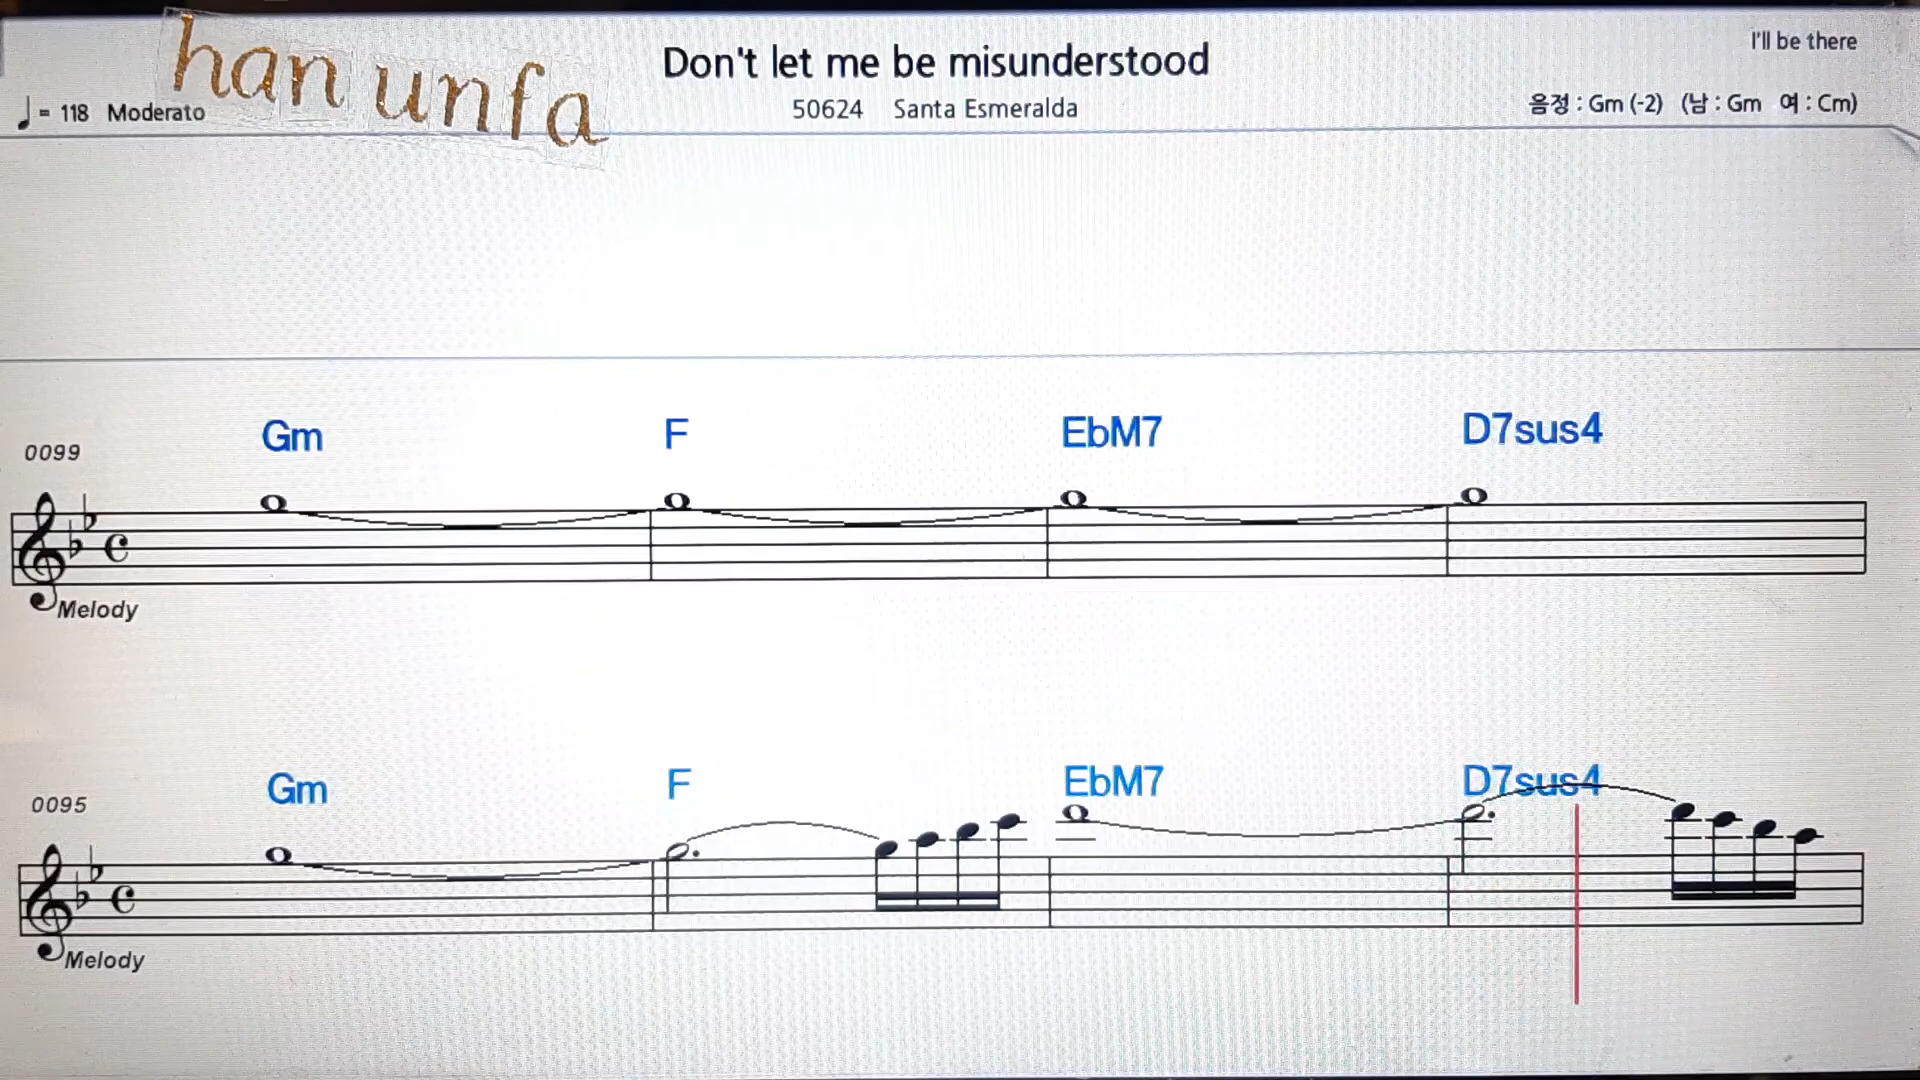 han unfa
Don't let me be misunderstood
I'll be there
♩= 118 Moderato
50624 Santa Esmeralda
음정 : Gm (-2) (남 : Gm 여 : Cm)
Gm F EbM7 D7sus4
0099
Melody
Gm F EbM7 D7sus4
0095
Melody